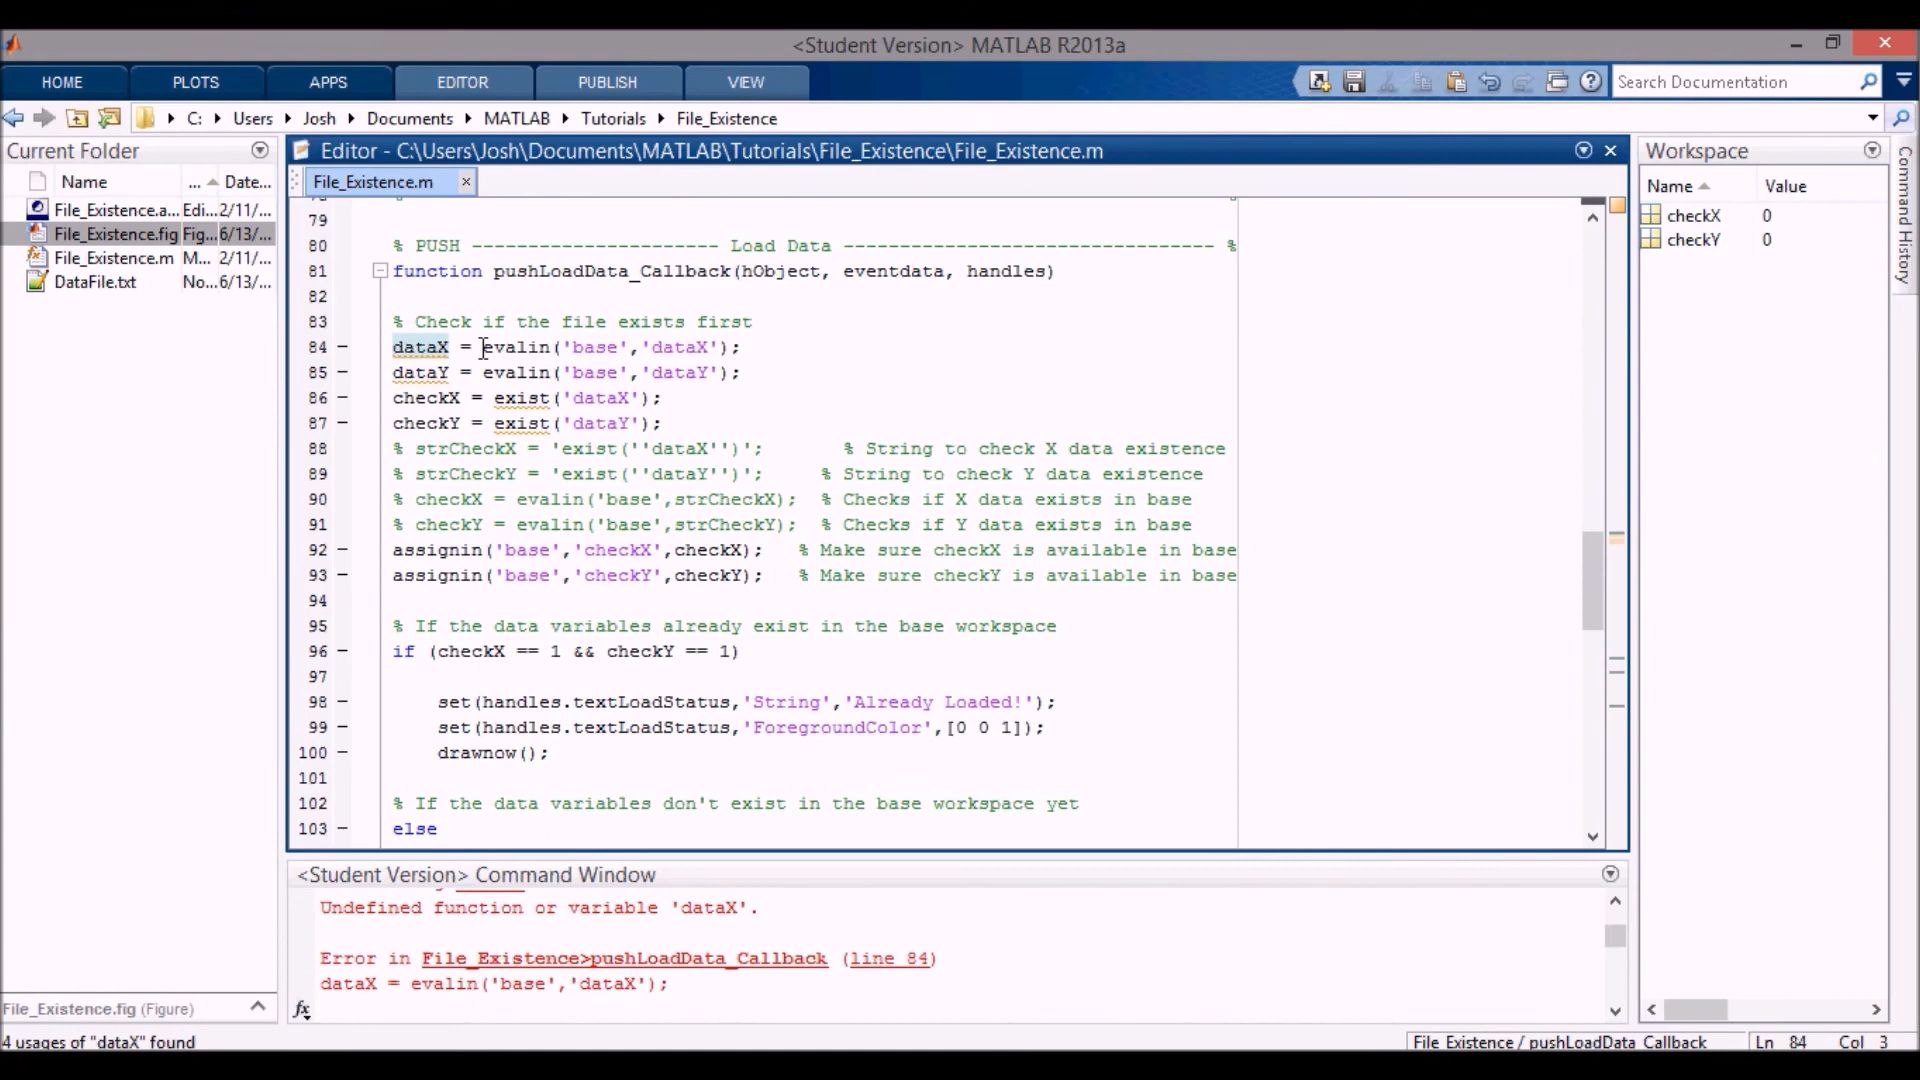 <Student Version> MATLAB R2013a
HOME PLOTS APPS EDITOR PUBLISH VIEW Search Documentation
C: Users Josh Documents MATLAB Tutorials File_Existence
Current Folder
Name ... Date...
File_Existence.a... Edi... 2/11/...
File_Existence.fig Fig... 6/13/...
File_Existence.m M... 2/11/...
DataFile.txt No... 6/13/...
Editor - C:\Users\Josh\Documents\MATLAB\Tutorials\File_Existence\File_Existence.m
File_Existence.m
79
80 % PUSH ---------------------- Load Data --------------------------------- %
81 function pushLoadData_Callback(hObject, eventdata, handles)
82
83 % Check if the file exists first
84 dataX = evalin('base','dataX');
85 dataY = evalin('base','dataY');
86 checkX = exist('dataX');
87 checkY = exist('dataY');
88 % strCheckX = 'exist(''dataX'')'; % String to check X data existence
89 % strCheckY = 'exist(''dataY'')'; % String to check Y data existence
90 % checkX = evalin('base',strCheckX); % Checks if X data exists in base
91 % checkY = evalin('base',strCheckY); % Checks if Y data exists in base
92 assignin('base','checkX',checkX); % Make sure checkX is available in base
93 assignin('base','checkY',checkY); % Make sure checkY is available in base
94
95 % If the data variables already exist in the base workspace
96 if (checkX == 1 && checkY == 1)
97
98 set(handles.textLoadStatus,'String','Already Loaded!');
99 set(handles.textLoadStatus,'ForegroundColor',[0 0 1]);
100 drawnow();
101
102 % If the data variables don't exist in the base workspace yet
103 else
Workspace
Name Value
checkX 0
checkY 0
Command History
<Student Version> Command Window
Undefined function or variable 'dataX'.
Error in File_Existence>pushLoadData_Callback (line 84)
dataX = evalin('base','dataX');
fx
File_Existence.fig (Figure)
4 usages of "dataX" found
File_Existence / pushLoadData_Callback Ln 84 Col 3